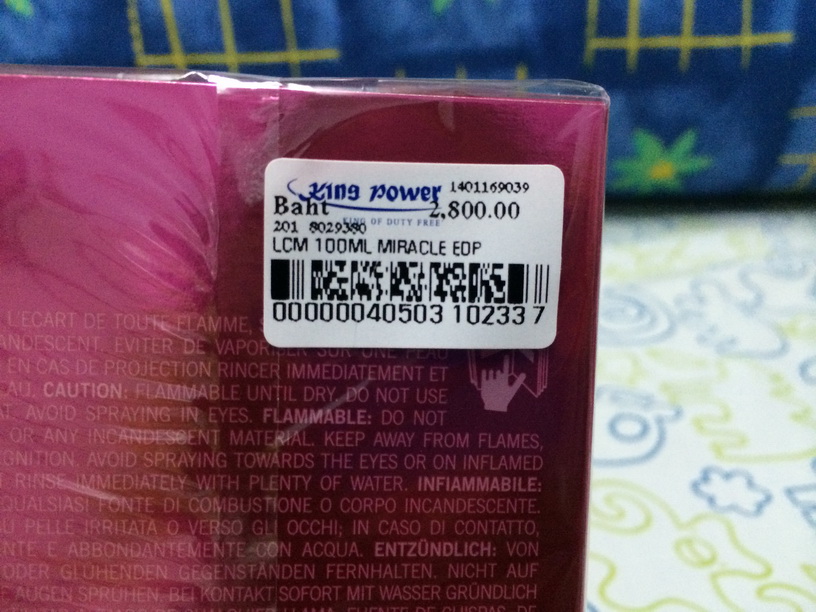 King Power 1401169039
Baht 2,800.00
KING OF DUTY FREE
201 8029380
LCM 100ML MIRACLE EDP
00000040503 10233 7
L'ECART DE TOUTE FLAMME,
EVITER DE VAPORISER SUR UNE PEAU
EN CAS DE PROJECTION RINCER IMMEDIATEMENT ET
CAUTION: FLAMMABLE UNTIL DRY. DO NOT USE
AVOID SPRAYING IN EYES. FLAMMABLE: DO NOT
OR ANY INCANDESCENT MATERIAL. KEEP AWAY FROM FLAMES,
AVOID SPRAYING TOWARDS THE EYES OR ON INFLAMED
RINSE IMMEDIATELY WITH PLENTY OF WATER. INFIAMMABILE:
QUALSIASI FONTE DI COMBUSTIONE O CORPO INCANDESCENTE.
PELLE IRRITATA O VERSO GLI OCCHI; IN CASO DI CONTATTO,
E ABBONDANTEMENTE CON ACQUA. ENTZÜNDLICH: VON
ODER GLÜHENDEN GEGENSTÄNDEN FERNHALTEN. NICHT AUF
AUGEN SPRÜHEN. BEI KONTAKT SOFORT MIT WASSER GRÜNDLICH